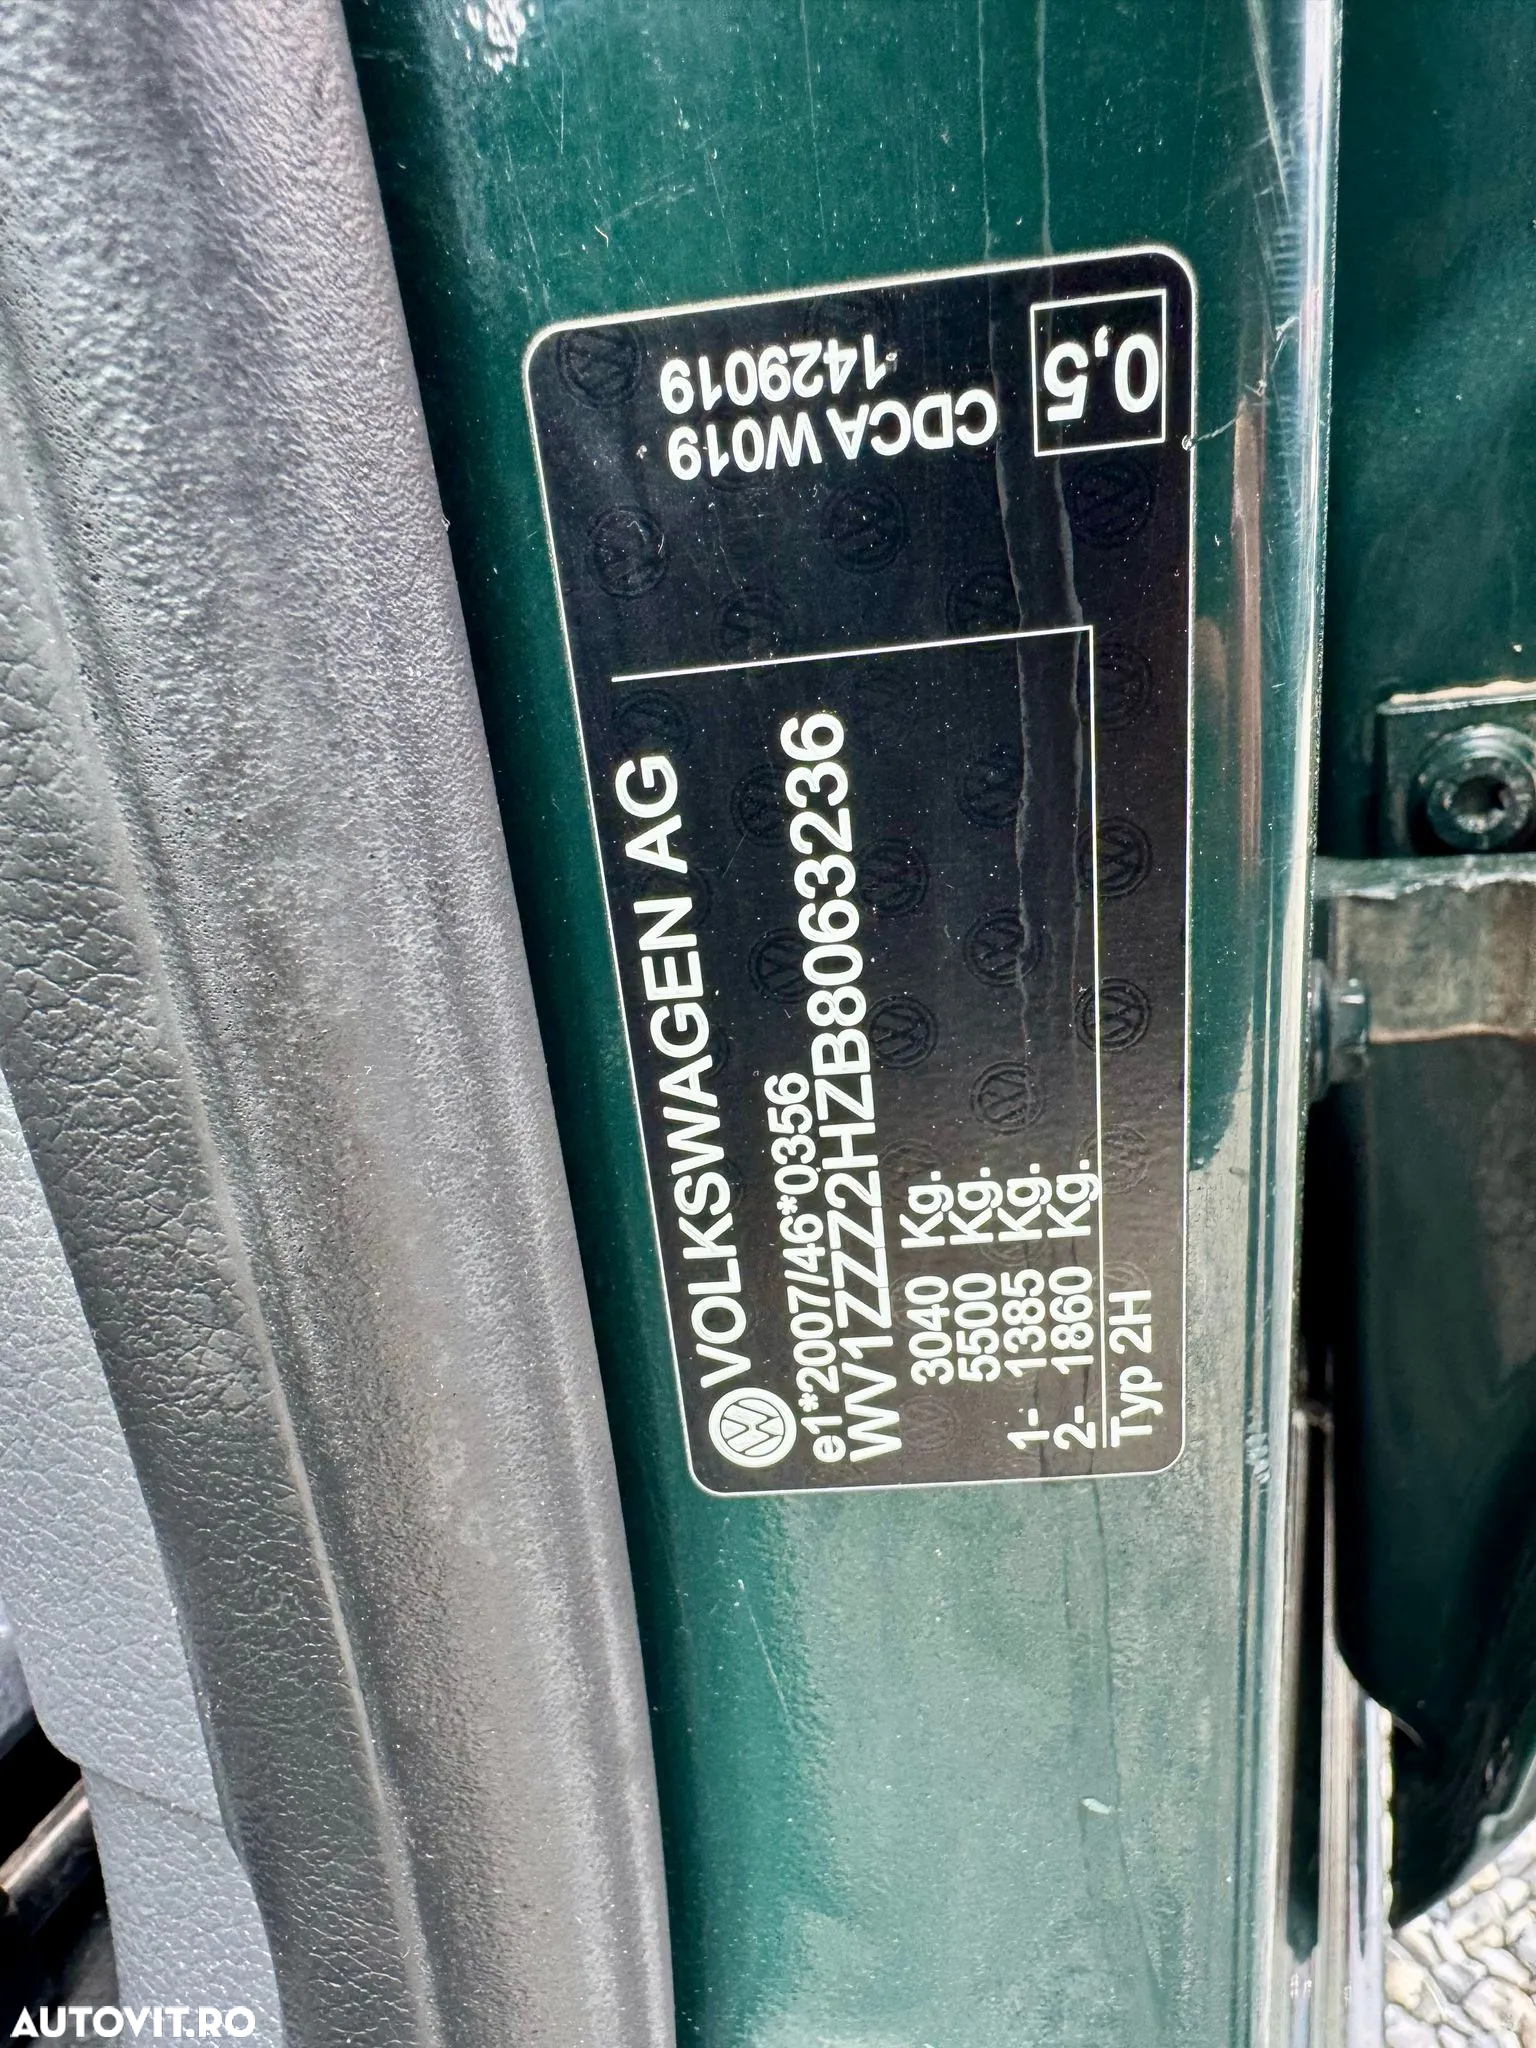 VOLKSWAGEN AG
e1*2007/46*0356
WV1ZZZ2HZB8063236
3040 Kg.
5500 Kg.
1- 1385 Kg.
2- 1860 Kg.
Typ 2H
0,5
CDCA W019
1429019
AUTOVIT.RO